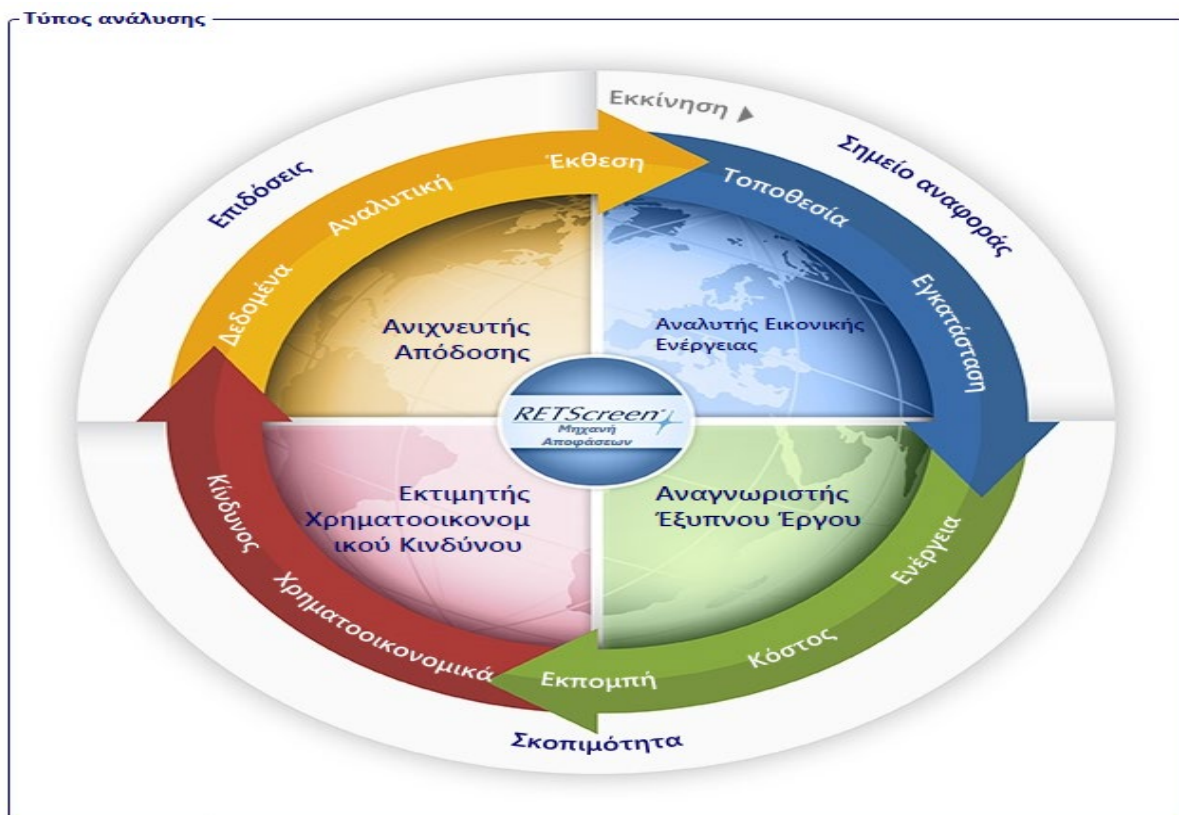 Τύπος ανάλυσης
Εκκίνηση
Σημείο αναφοράς
Τοποθεσία
Εγκατάσταση
Αναλυτής Εικονικής
Ενέργειας
Ενέργεια
Κόστος
Εκπομπή
Αναγνωριστής
Έξυπνου Έργου
Σκοπιμότητα
Χρηματοοικονομικά
Κίνδυνος
Εκτιμητής
Χρηματοοικονομ
ικού Κινδύνου
Επιδόσεις
Δεδομένα
Αναλυτική
Έκθεση
Ανιχνευτής
Απόδοσης
RETScreen
Μηχανή
Αποφάσεων